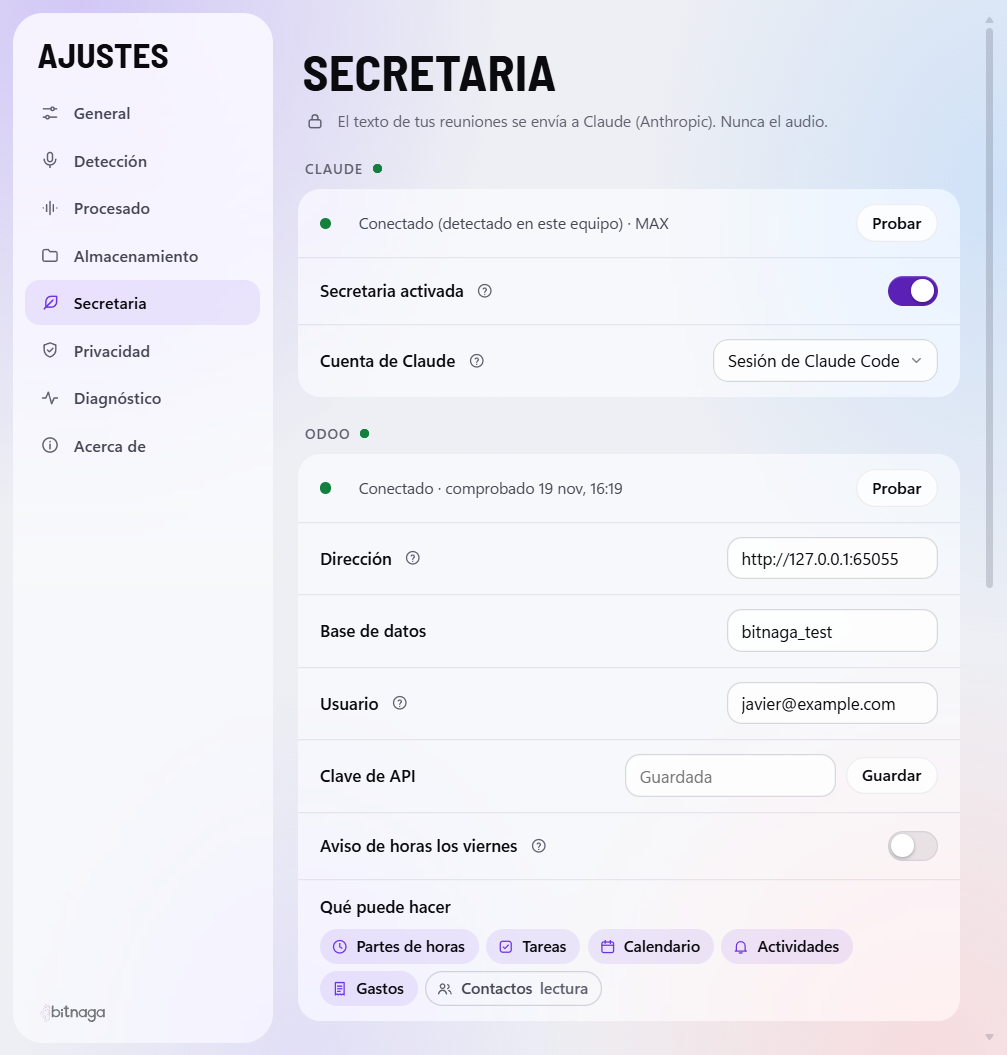 AJUSTES
General
Detección
Procesado
Almacenamiento
Secretaria
Privacidad
Diagnóstico
Acerca de
bitnaga
SECRETARIA
El texto de tus reuniones se envía a Claude (Anthropic). Nunca el audio.
CLAUDE
Conectado (detectado en este equipo) · MAX
Probar
Secretaria activada
Cuenta de Claude
Sesión de Claude Code
ODOO
Conectado · comprobado 19 nov, 16:19
Probar
Dirección
http://127.0.0.1:65055
Base de datos
bitnaga_test
Usuario
javier@example.com
Clave de API
Guardada
Guardar
Aviso de horas los viernes
Qué puede hacer
Partes de horas
Tareas
Calendario
Actividades
Gastos
Contactos lectura